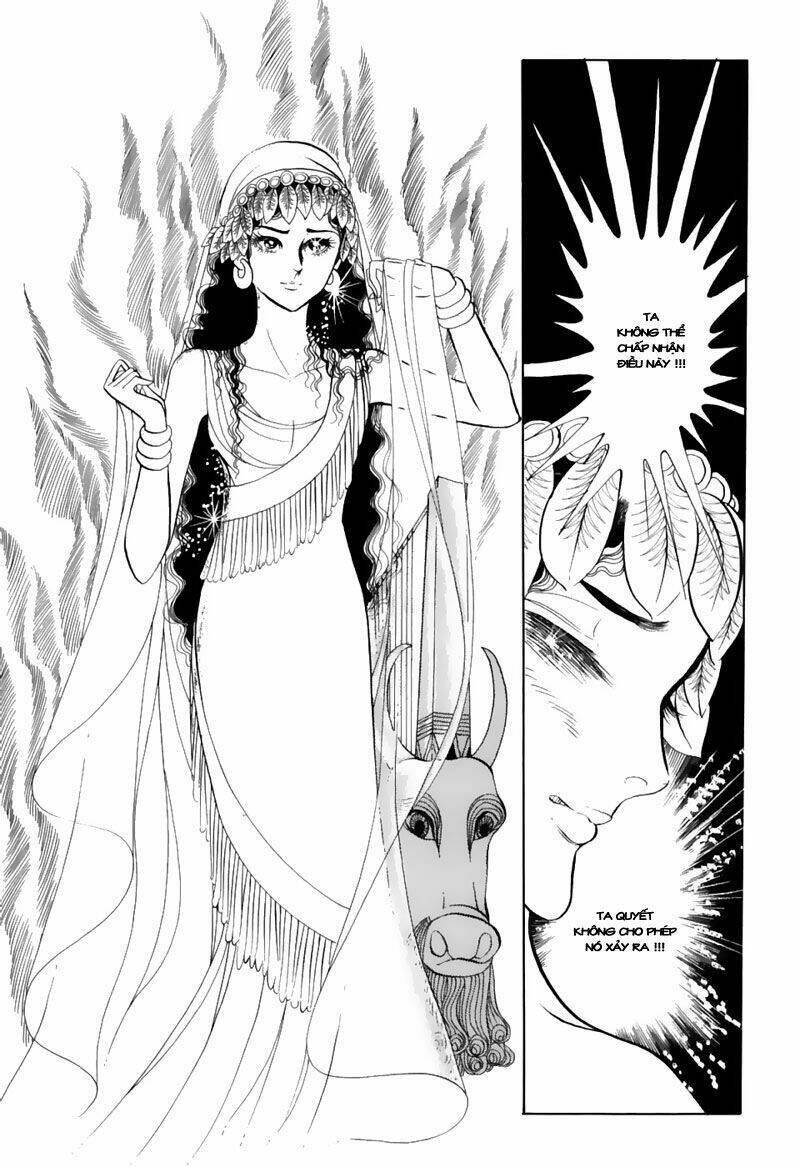 TA
KHÔNG THỂ
CHẤP NHẬN
ĐIỀU NÀY !!!
TA QUYẾT
KHÔNG CHO PHÉP
NÓ XẢY RA !!!